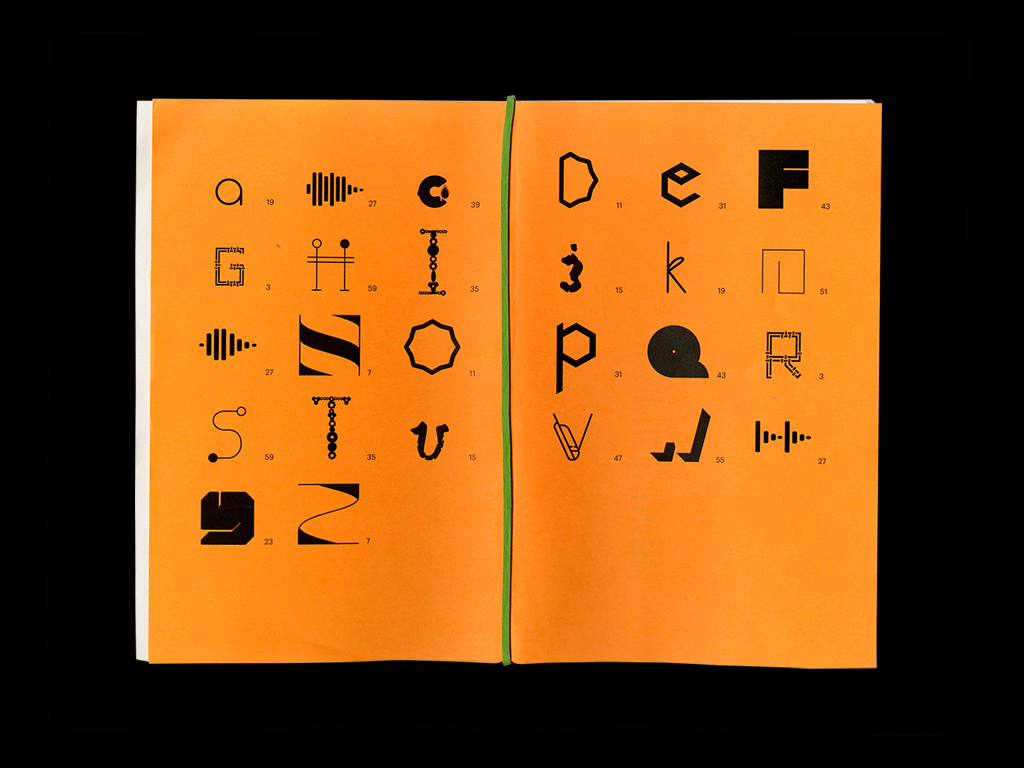 a 19 27 c 39 D 11 e 31 F 43
G 3 H 59 I 35 j 15 k 19 51
27 N 7 O 11 P 31 Q 43 R 3
S 59 T 35 U 15 V 47 W 55 27
y 23 Z 7